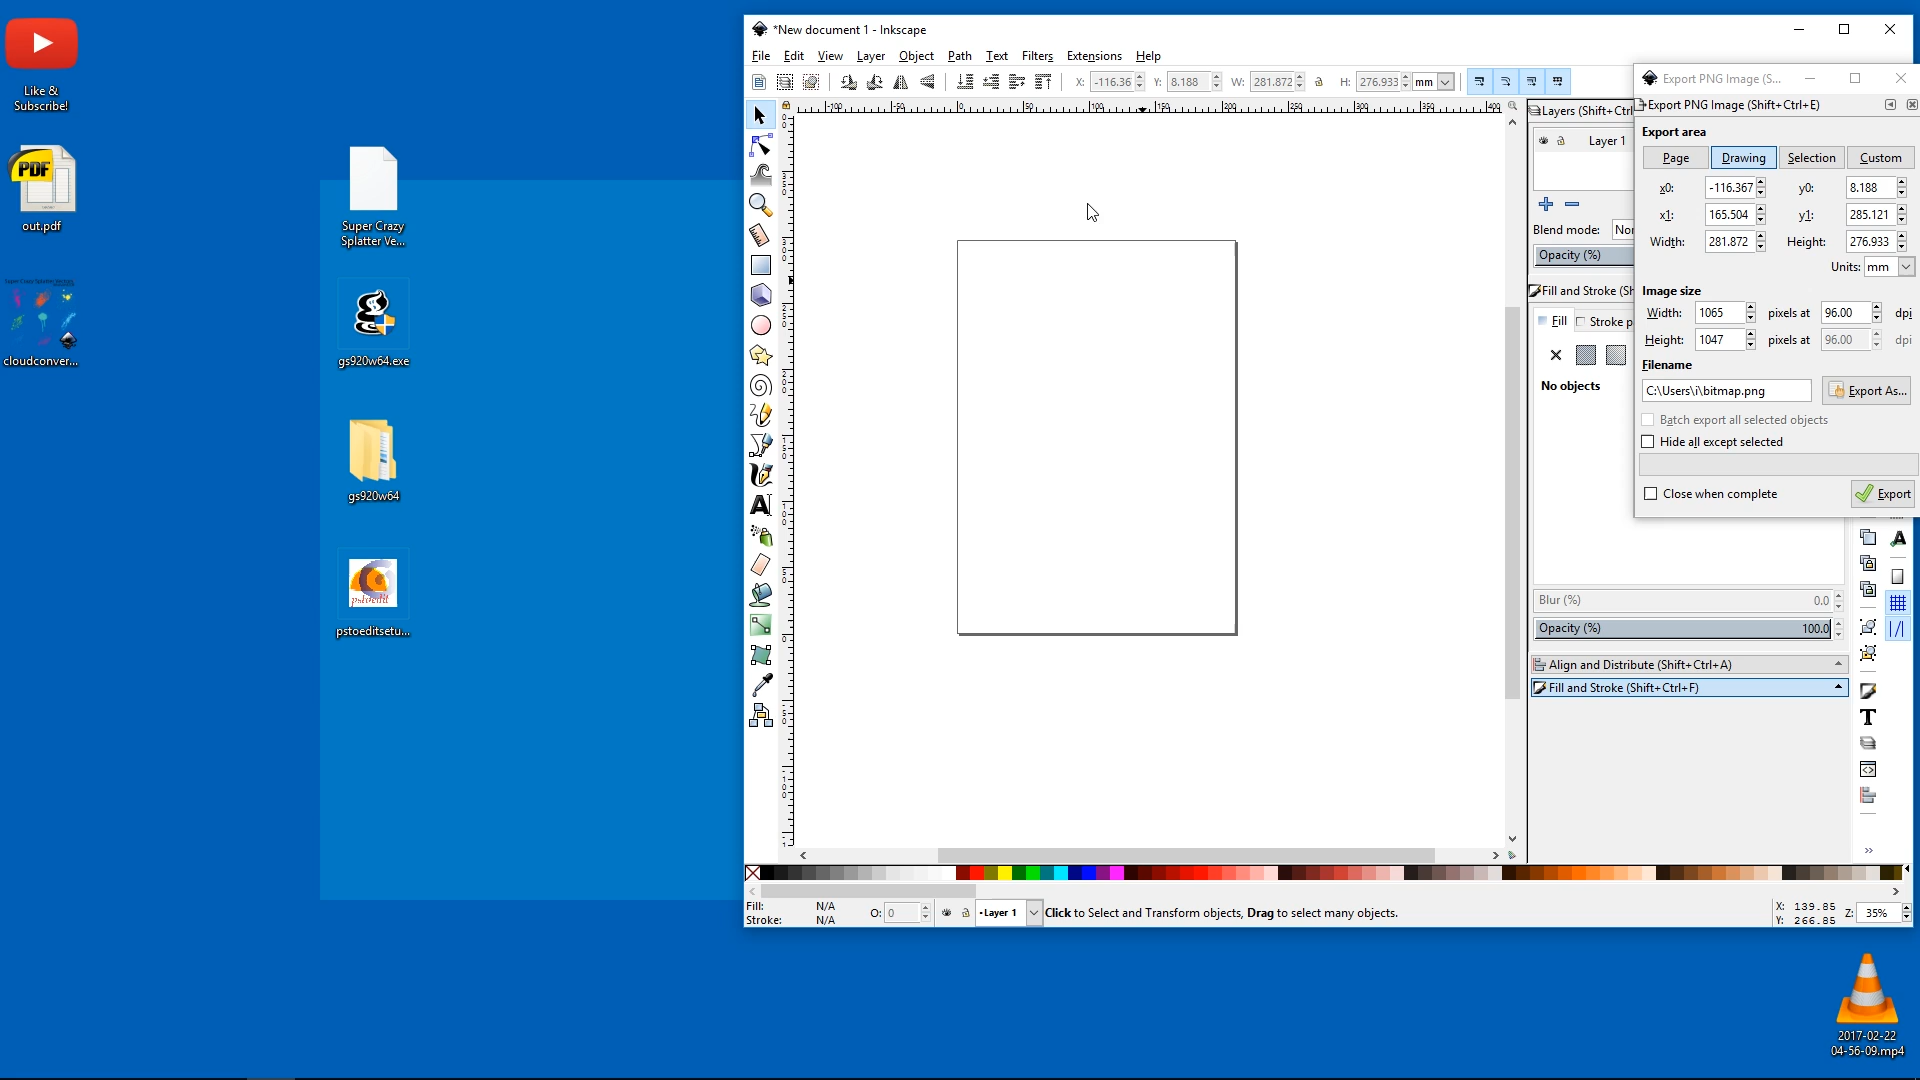 Like &
Subscribe!
out.pdf
cloudconver...
Super Crazy
Splatter Ve...
gs920w64.exe
gs920w64
pstoedit
pstoeditsetu...
PDF
*New document 1 - Inkscape
File Edit View Layer Object Path Text Filters Extensions Help
X: -116.36 Y: 8.188 W: 281.872 H: 276.933 mm
Layers (Shift+Ctrl
Layer 1
Blend mode: Nor
Opacity (%)
Fill and Stroke (Sh
Fill Stroke p
No objects
Export PNG Image (S...
Export PNG Image (Shift+Ctrl+E)
Export area
Page Drawing Selection Custom
x0: -116.367 y0: 8.188
x1: 165.504 y1: 285.121
Width: 281.872 Height: 276.933
Units: mm
Image size
Width: 1065 pixels at 96.00 dpi
Height: 1047 pixels at 96.00 dpi
Filename
C:\Users\i\bitmap.png Export As...
Batch export all selected objects
Hide all except selected
Close when complete Export
Blur (%) 0.0
Opacity (%) 100.0
Align and Distribute (Shift+Ctrl+A)
Fill and Stroke (Shift+Ctrl+F)
Fill: N/A
Stroke: N/A
O: 0
Layer 1
Click to Select and Transform objects, Drag to select many objects.
X: 139.85
Y: 266.85
Z: 35%
2017-02-22
04-56-09.mp4